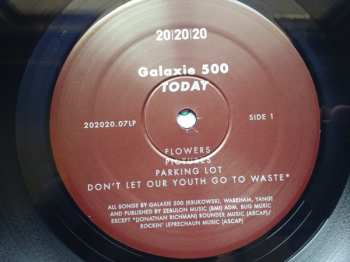 20|20|20
Galaxie 500
TODAY
202020.07LP
SIDE 1
FLOWERS
PICTURES
PARKING LOT
DON'T LET OUR YOUTH GO TO WASTE*
ALL SONGS BY GALAXIE 500 (KRUKOWSKI, WAREHAM, YANG)
AND PUBLISHED BY ZEBULON MUSIC (BMI) ADM. BUG MUSIC
EXCEPT *JONATHAN RICHMAN) ROUNDER MUSIC (ASCAP)/
ROCKIN' LEPRECHAUN MUSIC (ASCAP)